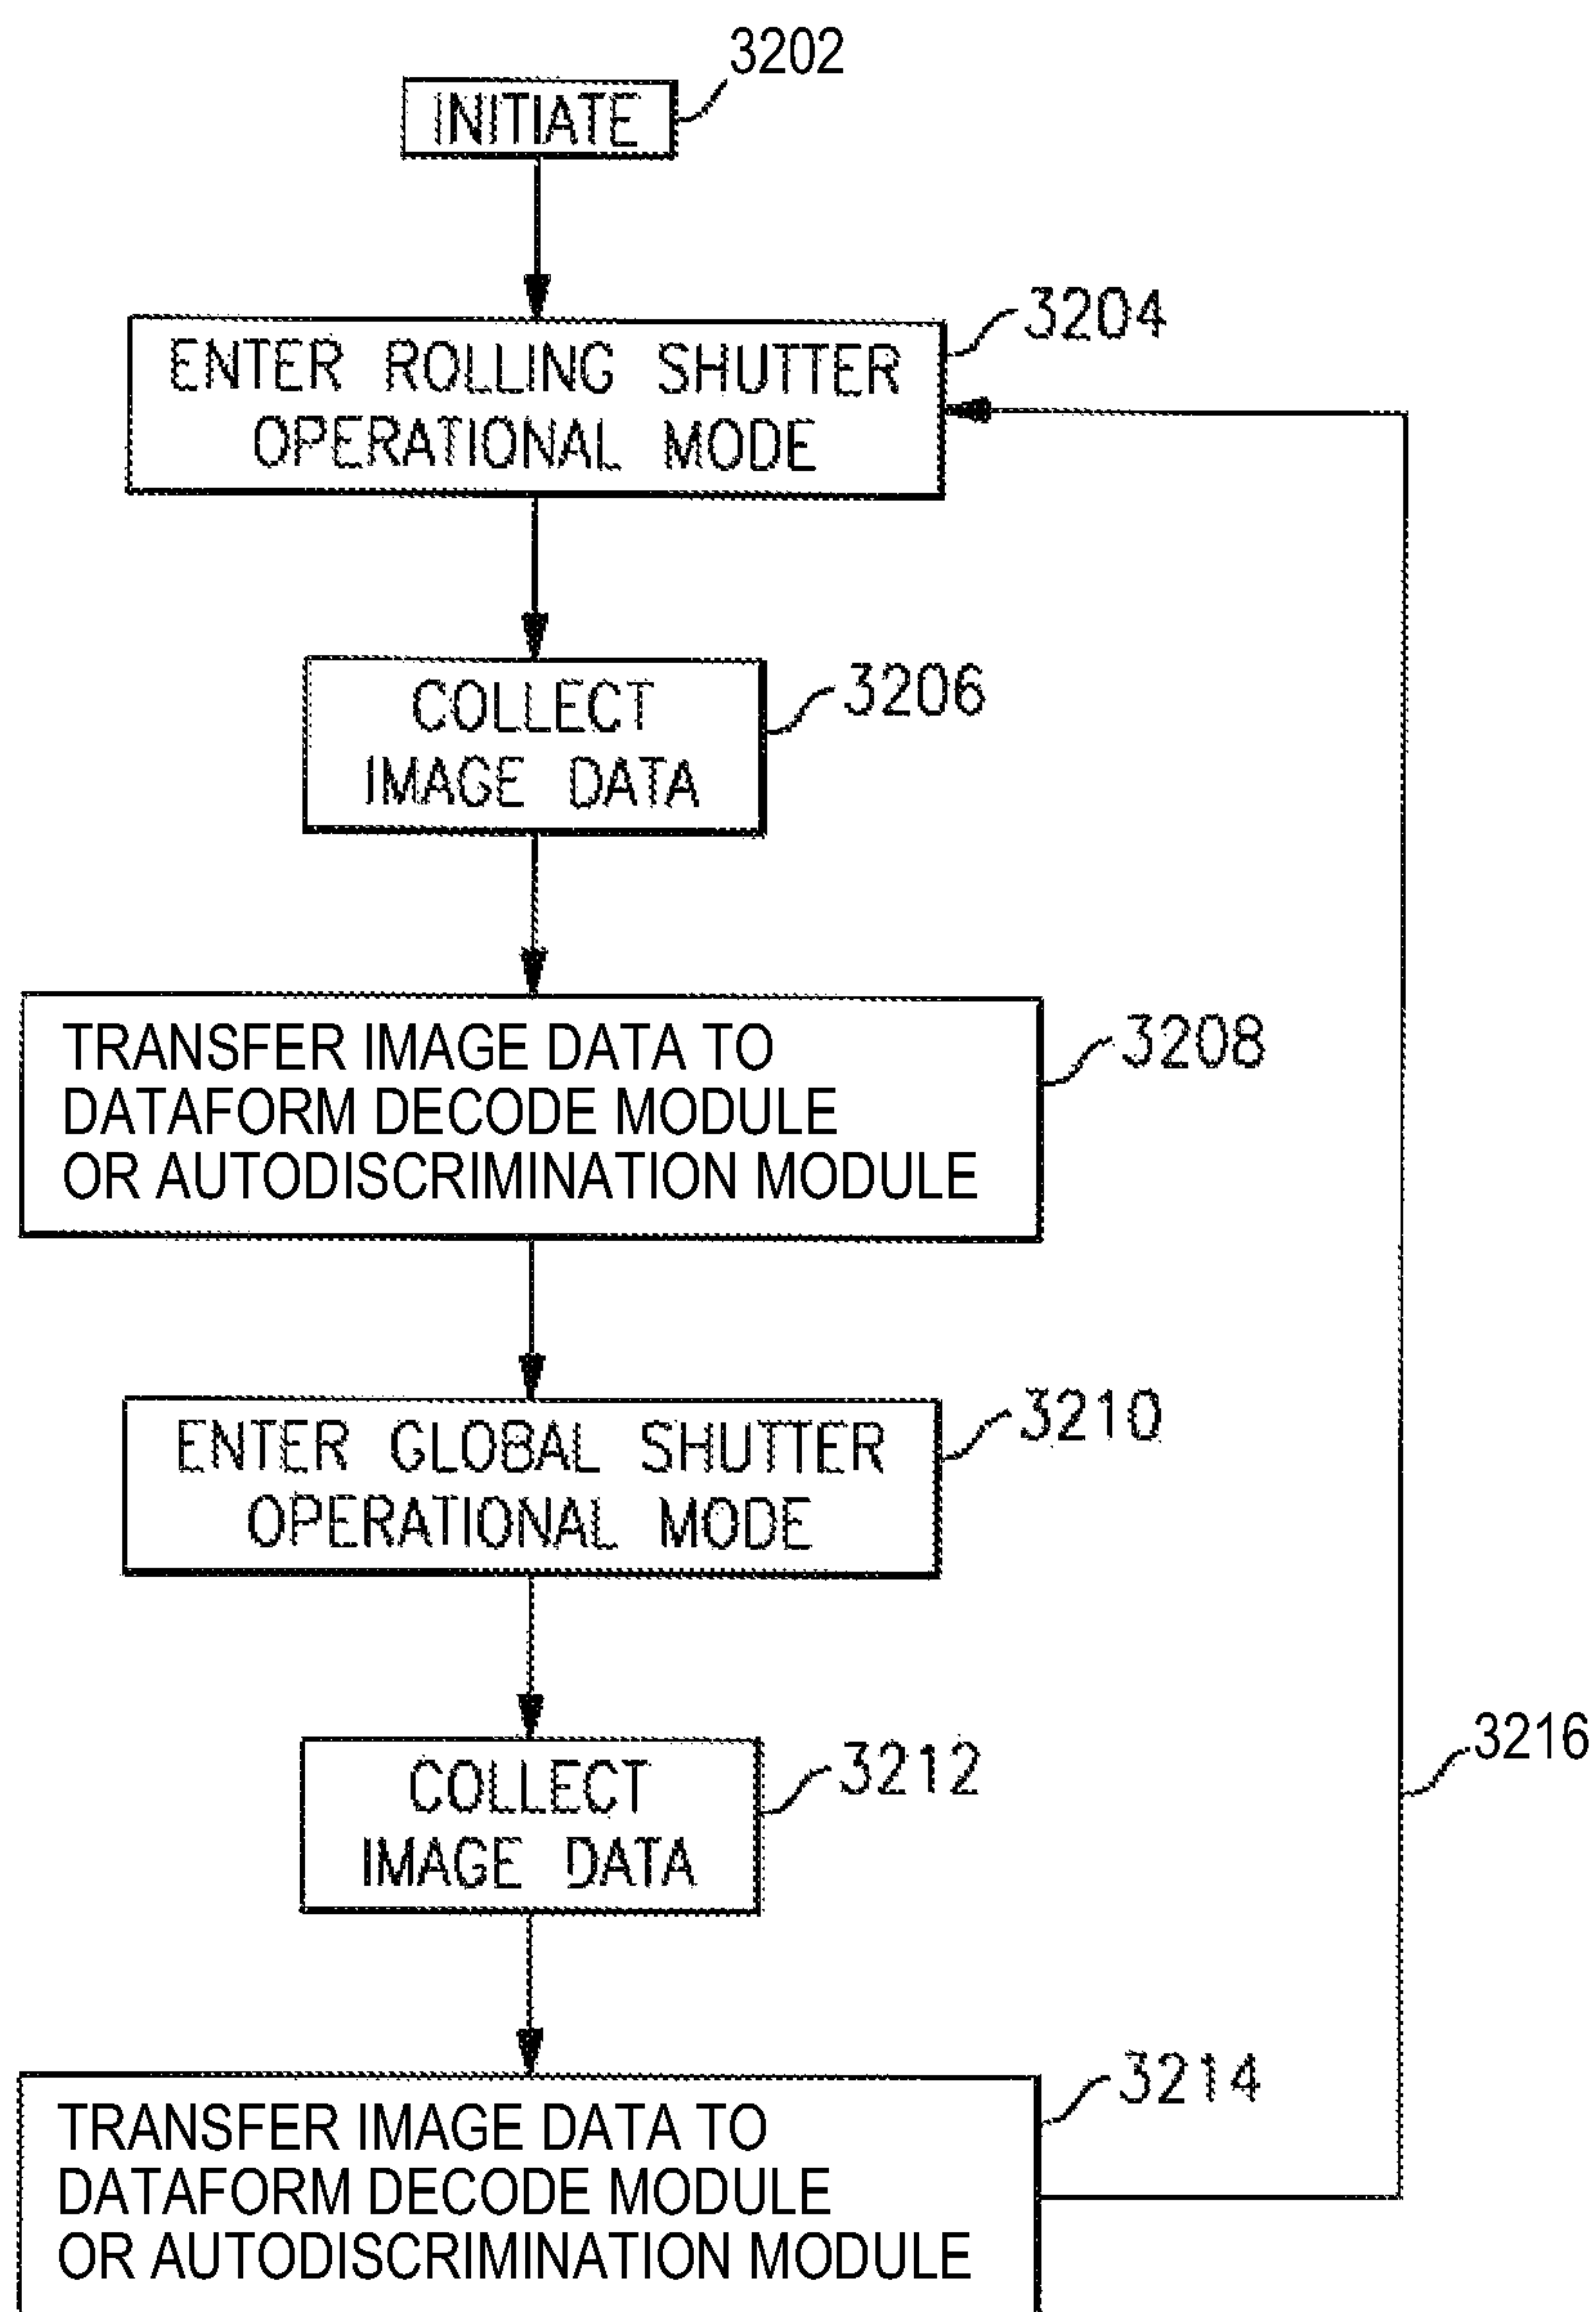 3202
INITIATE
3204
ENTER ROLLING SHUTTER
OPERATIONAL MODE
3206
COLLECT
IMAGE DATA
3208
TRANSFER IMAGE DATA TO
DATAFORM DECODE MODULE
OR AUTODISCRIMINATION MODULE
3210
ENTER GLOBAL SHUTTER
OPERATIONAL MODE
3212
COLLECT
IMAGE DATA
3216
3214
TRANSFER IMAGE DATA TO
DATAFORM DECODE MODULE
OR AUTODISCRIMINATION MODULE